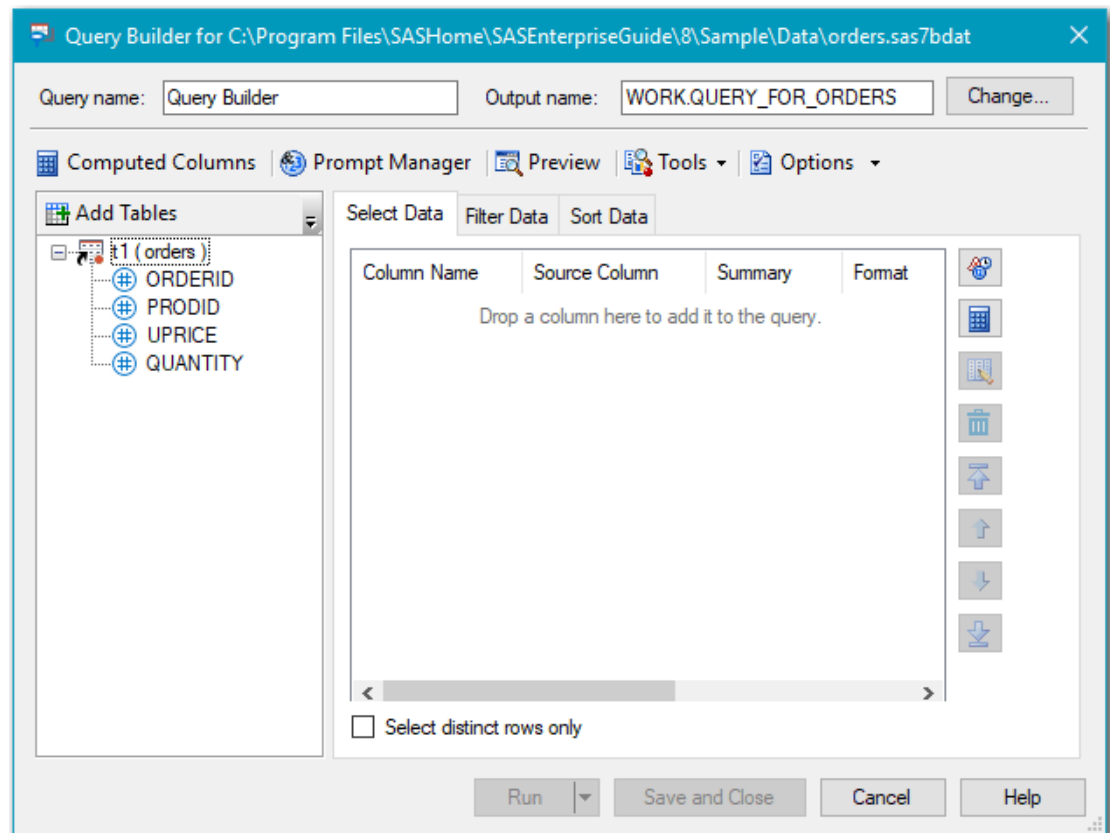 Query Builder for C:\Program Files\SASHome\SASEnterpriseGuide\8\Sample\Data\orders.sas7bdat
Query name: Query Builder Output name: WORK.QUERY_FOR_ORDERS Change...
Computed Columns Prompt Manager Preview Tools Options
Add Tables
t1 ( orders )
ORDERID
PRODID
UPRICE
QUANTITY
Select Data Filter Data Sort Data
Column Name Source Column Summary Format
Drop a column here to add it to the query.
Select distinct rows only
Run Save and Close Cancel Help